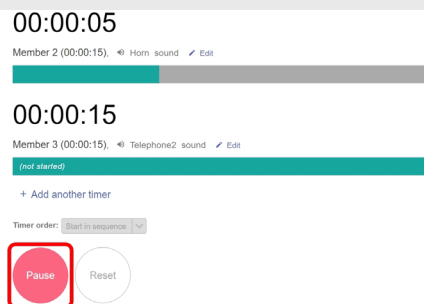 00:00:05
Member 2 (00:00:15), Horn sound Edit
00:00:15
Member 3 (00:00:15), Telephone2 sound Edit
(not started)
+ Add another timer
Timer order: Start in sequence
Pause Reset